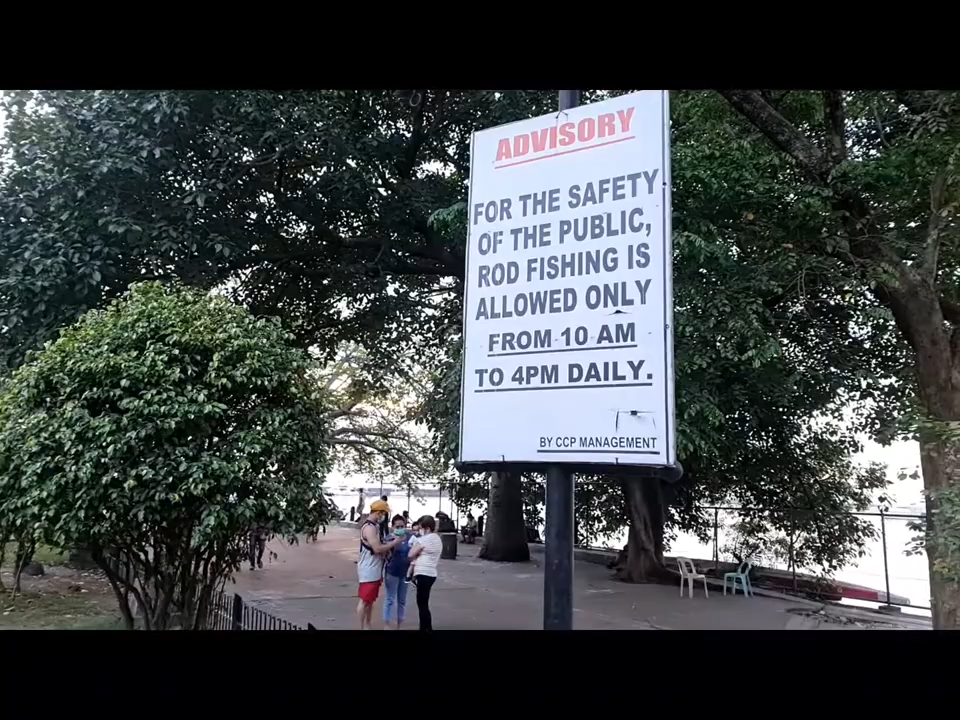 ADVISORY
FOR THE SAFETY
OF THE PUBLIC,
ROD FISHING IS
ALLOWED ONLY
FROM 10 AM
TO 4PM DAILY.
BY CCP MANAGEMENT